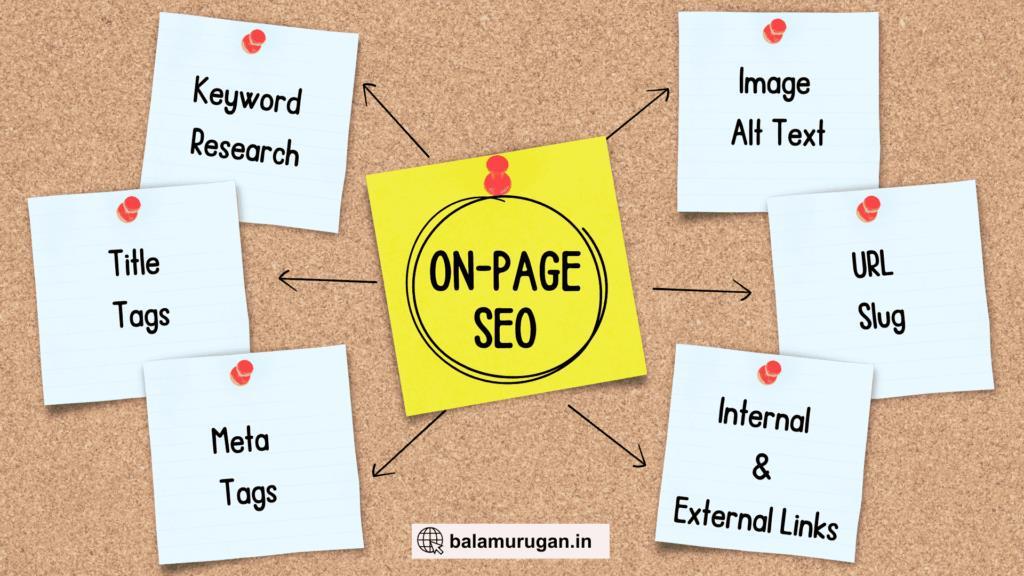 Keyword
Research
Title
Tags
Meta
Tags
ON-PAGE
SEO
Image
Alt Text
URL
Slug
Internal
&
External Links
balamurugan.in